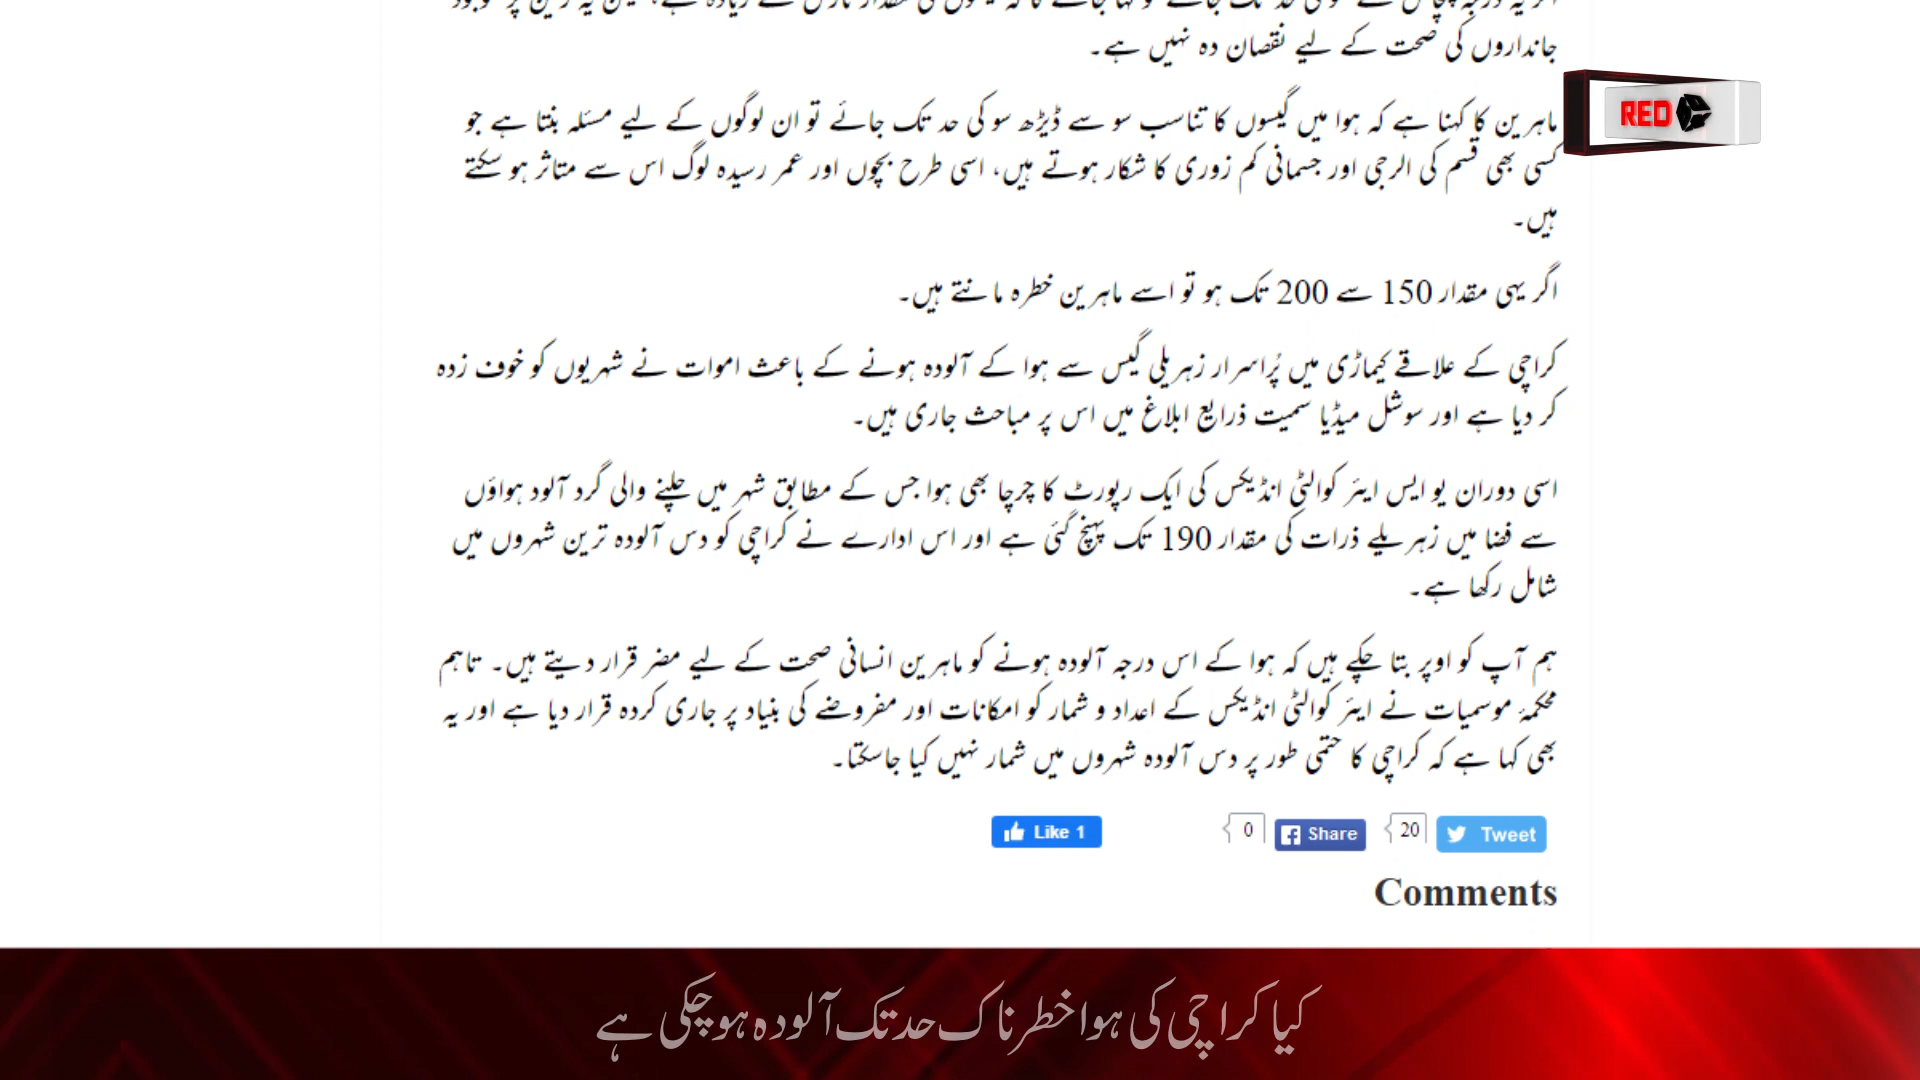 جانداروں کی صحت کے لیے نقصان دہ نہیں ہے۔
ماہرین کا کہنا ہے کہ ہوا میں گیسوں کا تناسب سو سے ڈیڑھ سو کی حد تک جائے تو ان لوگوں کے لیے مسئلہ بنتا ہے جو
کسی بھی قسم کی الرجی اور جسمانی کم زوری کا شکار ہوتے ہیں، اسی طرح بچوں اور عمر رسیدہ لوگ اس سے متاثر ہو سکتے
ہیں۔
اگر یہی مقدار 150 سے 200 تک ہو تو اسے ماہرین خطرہ مانتے ہیں۔
کراچی کے علاقے کیماڑی میں پُراسرار زہریلی گیس سے ہوا کے آلودہ ہونے کے باعث اموات نے شہریوں کو خوف زدہ
کر دیا ہے اور سوشل میڈیا سمیت ذرایع ابلاغ میں اس پر مباحث جاری ہیں۔
اسی دوران یو ایس ایئر کوالٹی انڈیکس کی ایک رپورٹ کا چرچا بھی ہوا جس کے مطابق شہر میں چلنے والی گرد آلود ہواؤں
سے فضا میں زہریلے ذرات کی مقدار 190 تک پہنچ گئی ہے اور اس ادارے نے کراچی کو دس آلودہ ترین شہروں میں
شامل رکھا ہے۔
ہم آپ کو اوپر بتا چکے ہیں کہ ہوا کے اس درجہ آلودہ ہونے کو ماہرین انسانی صحت کے لیے مضر قرار دیتے ہیں۔ تاہم
محکمۂ موسمیات نے ایئر کوالٹی انڈیکس کے اعداد و شمار کو امکانات اور مفروضے کی بنیاد پر جاری کردہ قرار دیا ہے اور یہ
بھی کہا ہے کہ کراچی کا حتمی طور پر دس آلودہ شہروں میں شمار نہیں کیا جاسکتا۔
Like 1 0 Share 20 Tweet
Comments
RED
کیا کراچی کی ہوا خطرناک حد تک آلودہ ہو چکی ہے